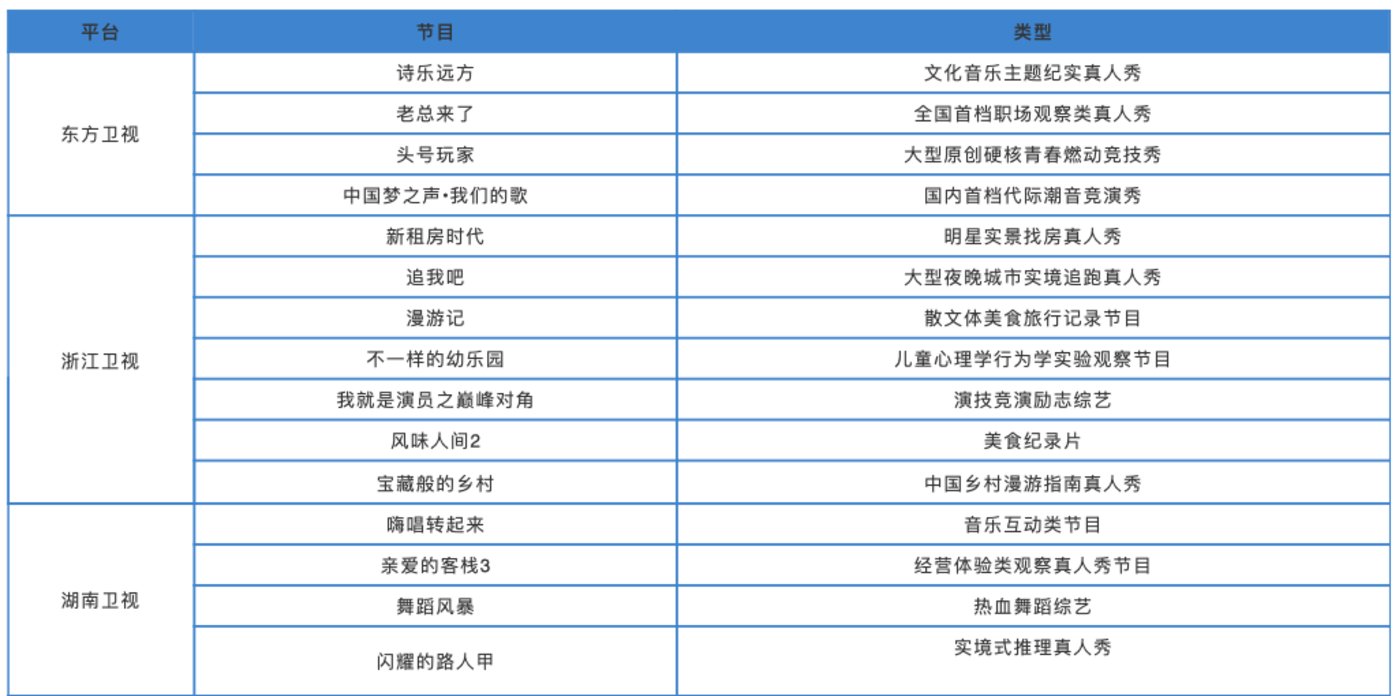 平台 节目 类型
东方卫视
诗乐远方 文化音乐主题纪实真人秀
老总来了 全国首档职场观察类真人秀
头号玩家 大型原创硬核青春燃动竞技秀
中国梦之声·我们的歌 国内首档代际潮音竞演秀
浙江卫视
新租房时代 明星实景找房真人秀
追我吧 大型夜晚城市实境追跑真人秀
漫游记 散文体美食旅行记录节目
不一样的幼乐园 儿童心理学行为学实验观察节目
我就是演员之巅峰对角 演技竞演励志综艺
风味人间2 美食纪录片
宝藏般的乡村 中国乡村漫游指南真人秀
湖南卫视
嗨唱转起来 音乐互动类节目
亲爱的客栈3 经营体验类观察真人秀节目
舞蹈风暴 热血舞蹈综艺
闪耀的路人甲 实境式推理真人秀